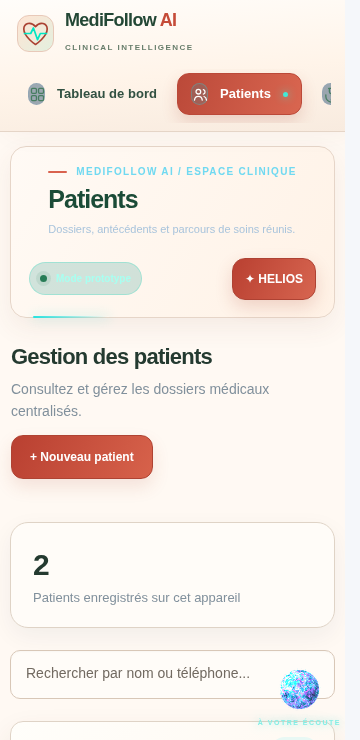 MediFollow AI
CLINICAL INTELLIGENCE
Tableau de bord
Patients
MEDIFOLLOW AI / ESPACE CLINIQUE
Patients
Dossiers, antécédents et parcours de soins réunis.
✦ HELIOS
Gestion des patients
Consultez et gérez les dossiers médicaux
centralisés.
+ Nouveau patient
2
Patients enregistrés sur cet appareil
Rechercher par nom ou téléphone...
À VOTRE ÉCOUTE